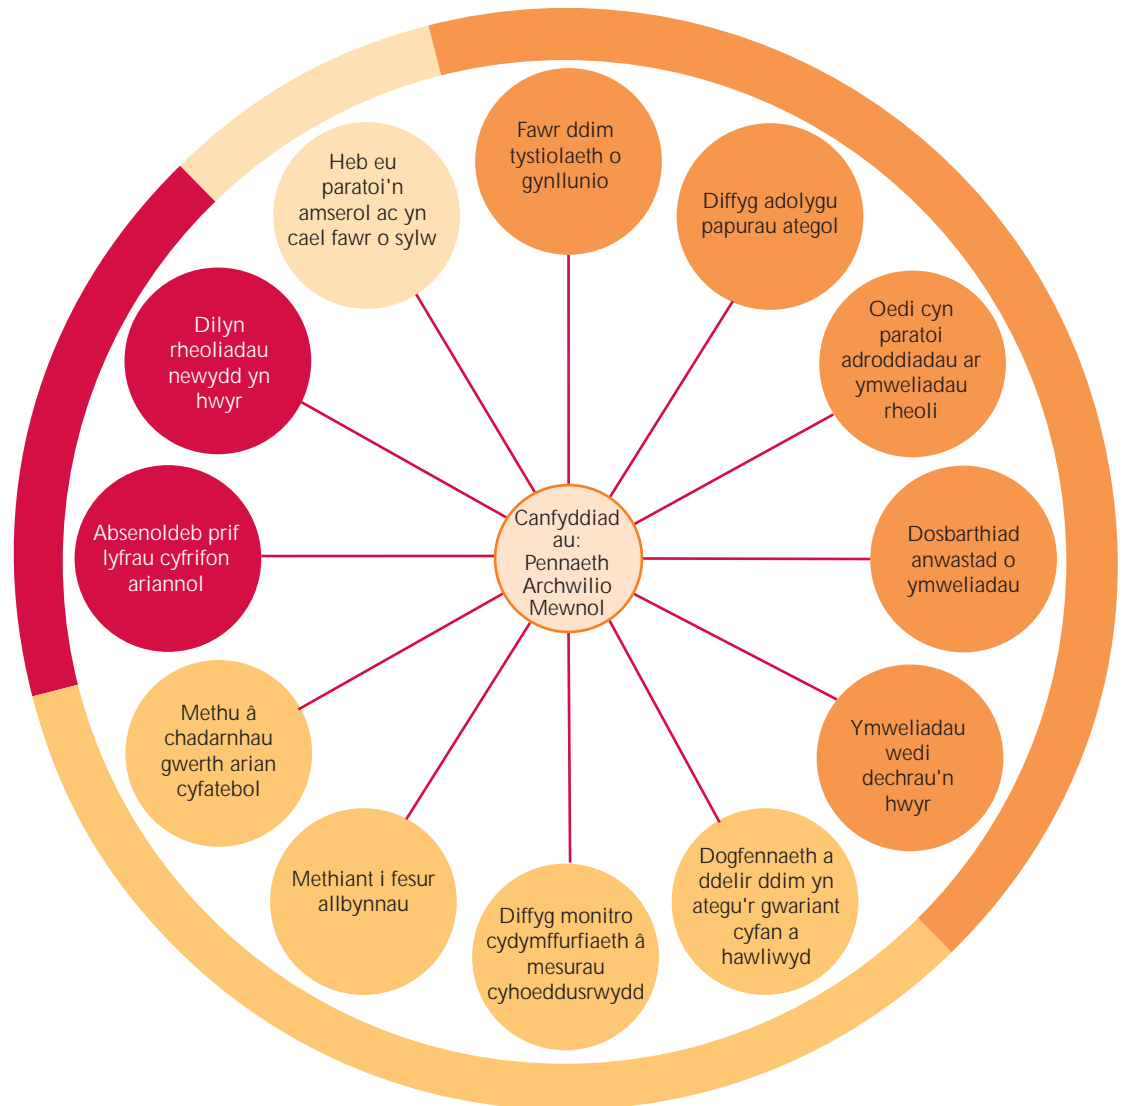 Fawr ddim
tystiolaeth o
gynllunio
Diffyg adolygu
papurau ategol
Oedi cyn
paratoi
adroddiadau ar
ymweliadau
rheoli
Dosbarthiad
anwastad o
ymweliadau
Ymweliadau
wedi
dechrau'n
hwyr
Dogfennaeth a
ddelir ddim yn
ategu'r gwariant
cyfan a
hawliwyd
Diffyg monitro
cydymffurfiaeth â
mesurau
cyhoeddusrwydd
Methiant i fesur
allbynnau
Methu â
chadarnhau
gwerth arian
cyfatebol
Absenoldeb prif
lyfrau cyfrifon
ariannol
Dilyn
rheoliadau
newydd yn
hwyr
Heb eu
paratoi'n
amserol ac yn
cael fawr o sylw
Canfyddiad
au:
Pennaeth
Archwilio
Mewnol